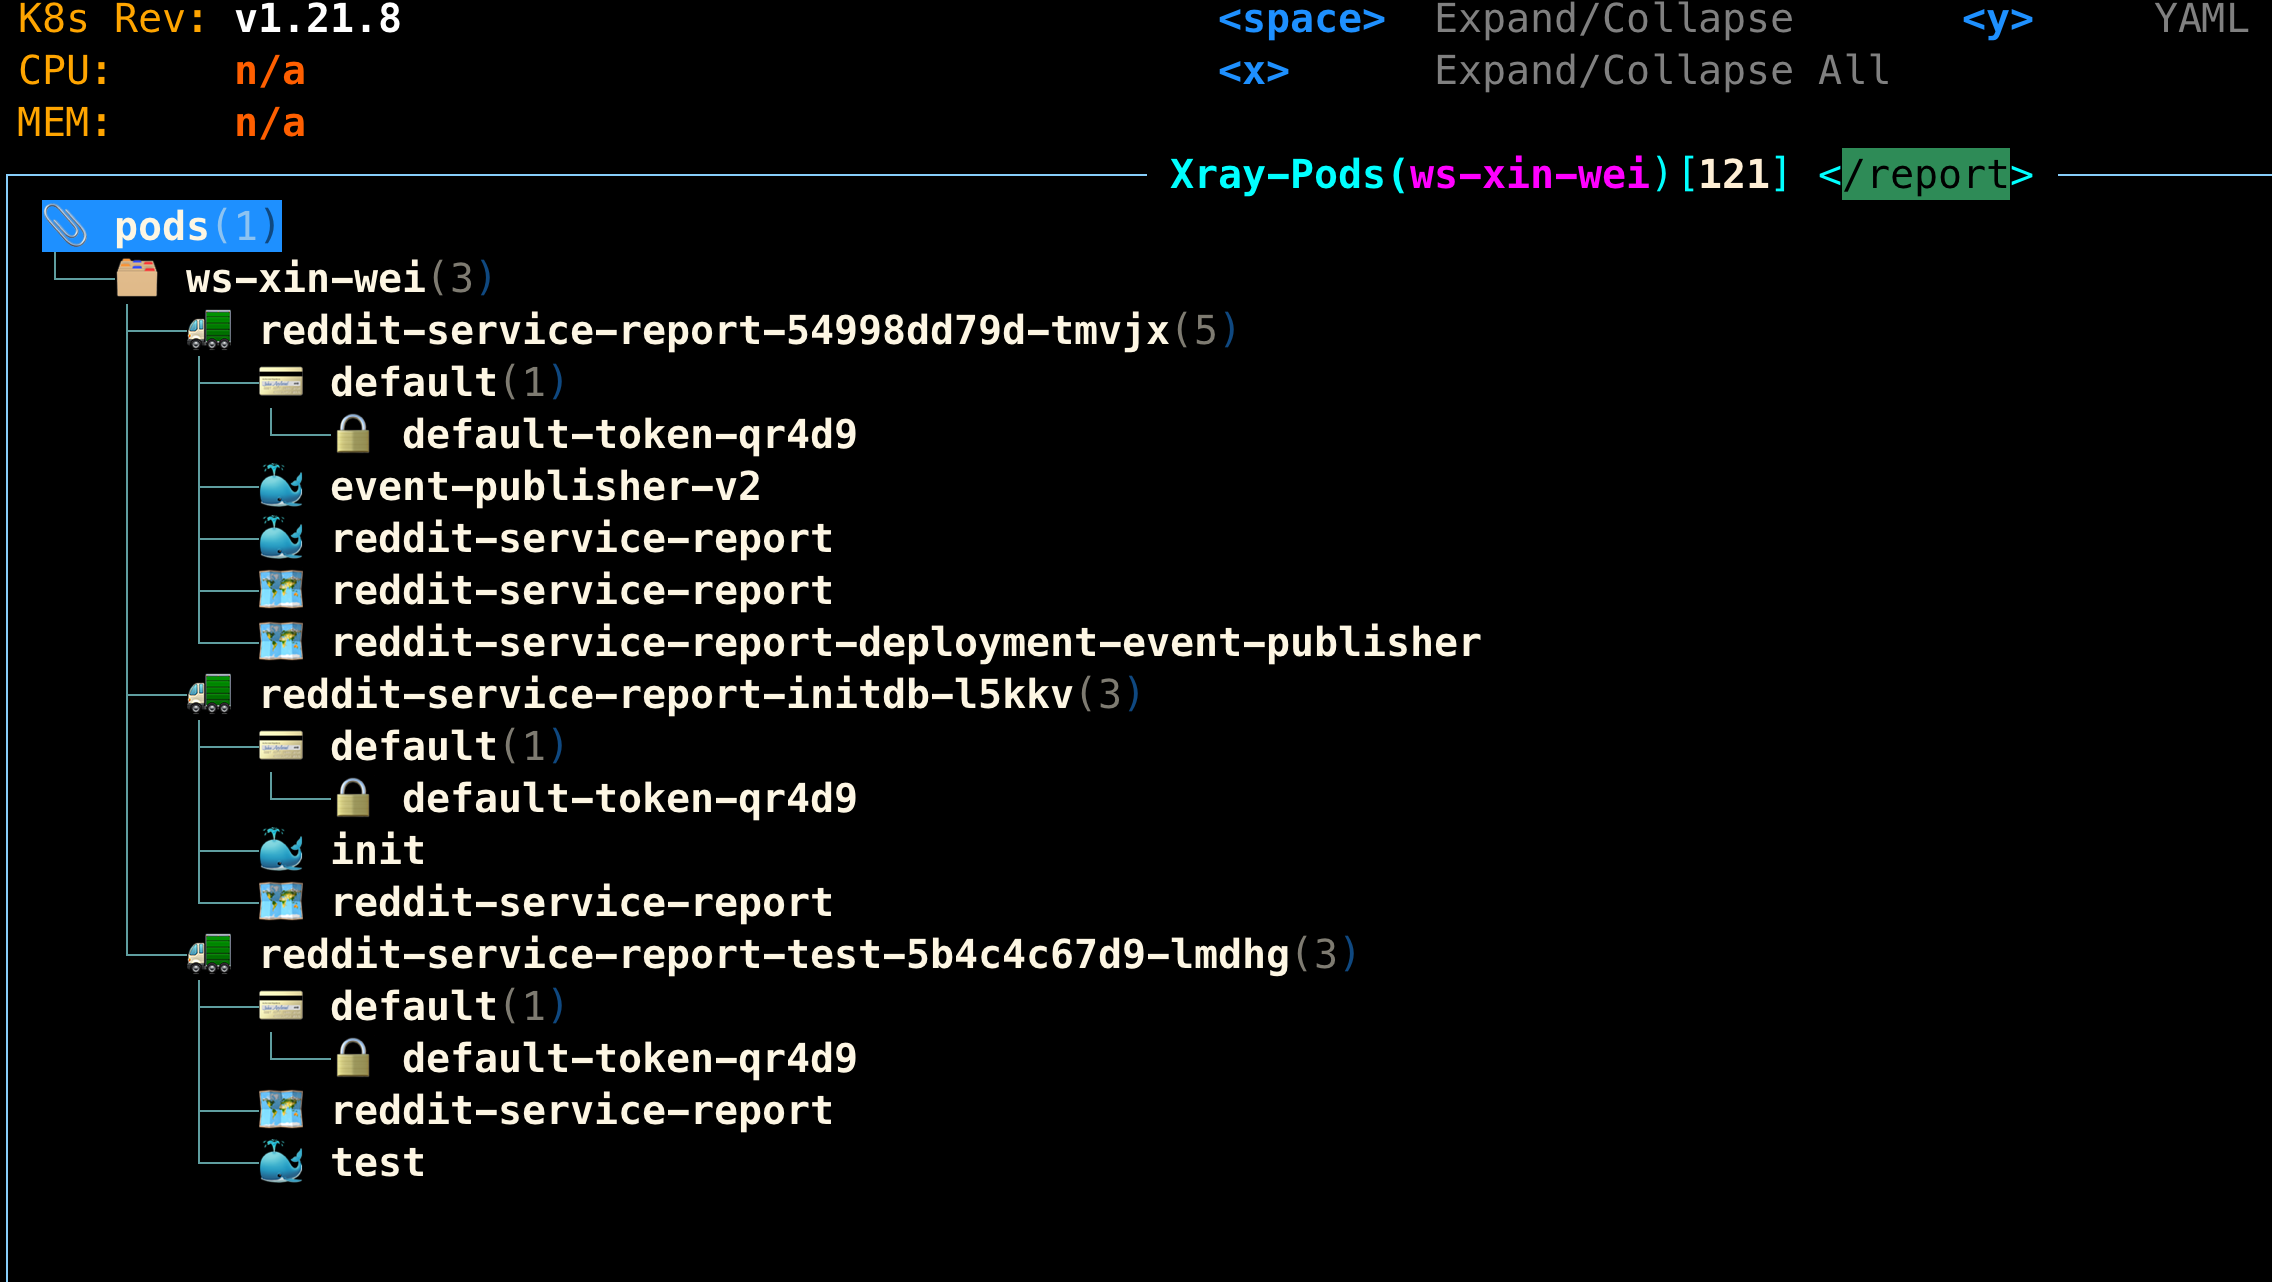 K8s Rev: v1.21.8 <space> Expand/Collapse <y> YAML
CPU: n/a <x> Expand/Collapse All
MEM: n/a
Xray-Pods(ws-xin-wei)[121] </report>
pods(1)
ws-xin-wei(3)
reddit-service-report-54998dd79d-tmvjx(5)
default(1)
default-token-qr4d9
event-publisher-v2
reddit-service-report
reddit-service-report
reddit-service-report-deployment-event-publisher
reddit-service-report-initdb-l5kkv(3)
default(1)
default-token-qr4d9
init
reddit-service-report
reddit-service-report-test-5b4c4c67d9-lmdhg(3)
default(1)
default-token-qr4d9
reddit-service-report
test